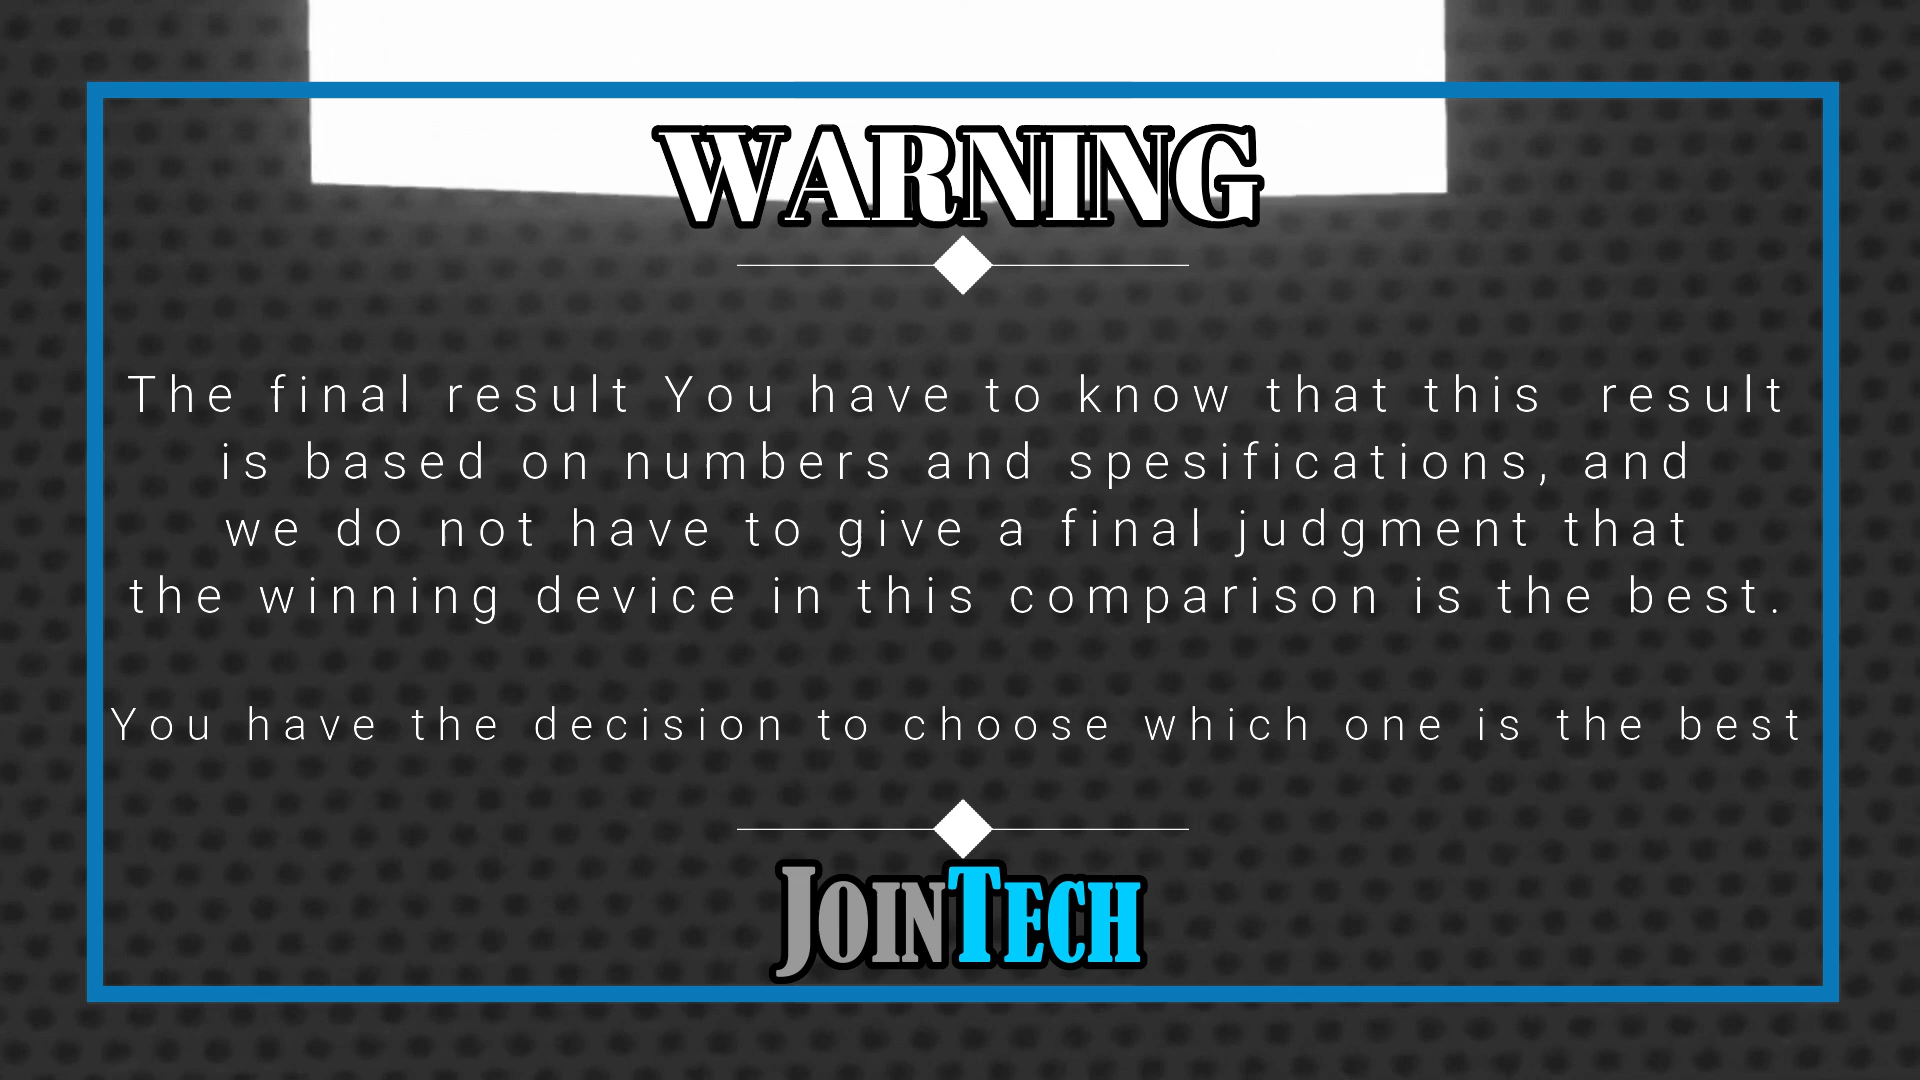 WARNING
The final result You have to know that this  result
is based on numbers and spesifications, and
we do not have to give a final judgment that
the winning device in this comparison is the best.
You have the decision to choose which one is the best
JOINTECH